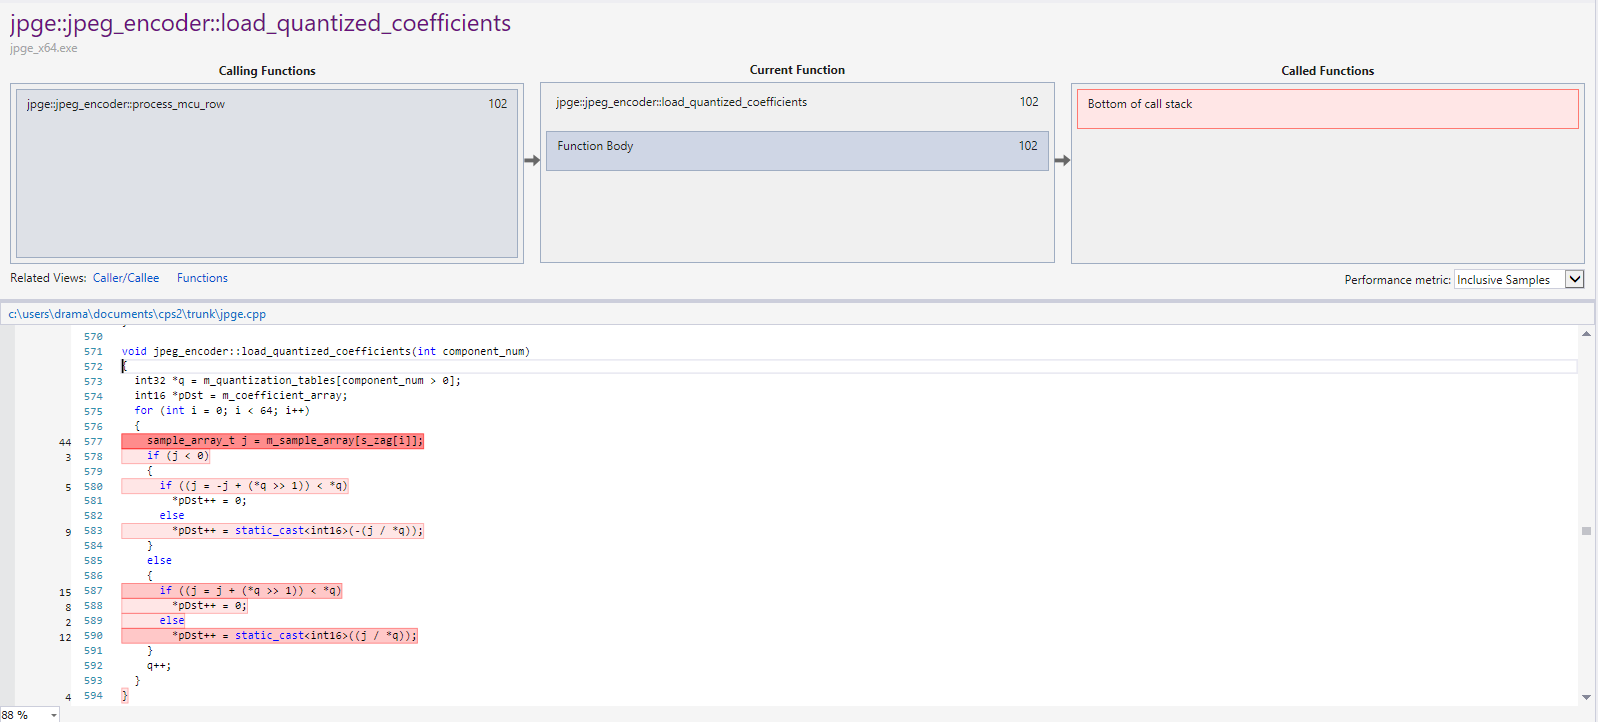 jpge::jpeg_encoder::load_quantized_coefficients
jpge_x64.exe
Calling Functions
Current Function
Called Functions
jpge::jpeg_encoder::process_mcu_row 102
jpge::jpeg_encoder::load_quantized_coefficients 102
Bottom of call stack
Function Body 102
Related Views: Caller/Callee Functions
Performance metric: Inclusive Samples
c:\users\drama\documents\cps2\trunk\jpge.cpp
570
571 void jpeg_encoder::load_quantized_coefficients(int component_num)
572 {
573 int32 *q = m_quantization_tables[component_num > 0];
574 int16 *pDst = m_coefficient_array;
575 for (int i = 0; i < 64; i++)
576 {
44 577 sample_array_t j = m_sample_array[s_zag[i]];
3 578 if (j < 0)
579 {
5 580 if ((j = -j + (*q >> 1)) < *q)
581 *pDst++ = 0;
582 else
9 583 *pDst++ = static_cast<int16>(-(j / *q));
584 }
585 else
586 {
15 587 if ((j = j + (*q >> 1)) < *q)
8 588 *pDst++ = 0;
2 589 else
12 590 *pDst++ = static_cast<int16>((j / *q));
591 }
592 q++;
593 }
4 594 }
88 %